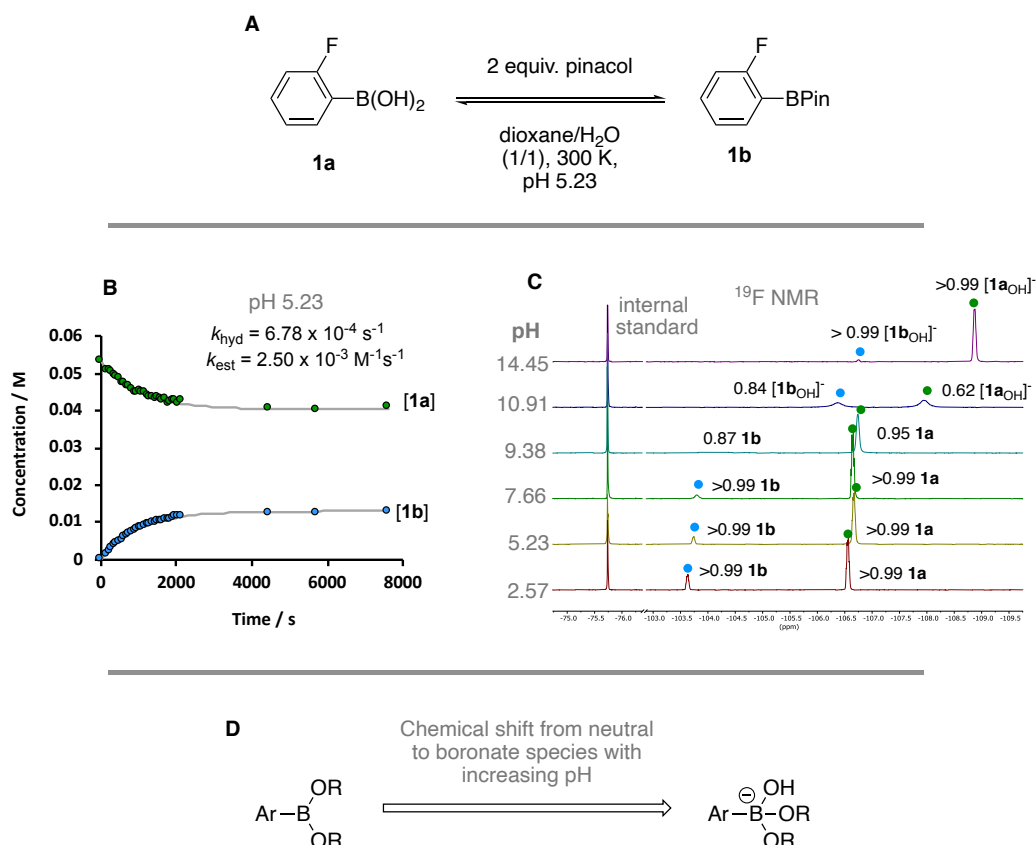 A
F
B(OH)₂
1a
2 equiv. pinacol
dioxane/H₂O
(1/1), 300 K,
pH 5.23
F
BPin
1b
B
pH 5.23
k_hyd = 6.78 x 10⁻⁴ s⁻¹
k_est = 2.50 x 10⁻³ M⁻¹s⁻¹
Concentration / M
0.06
0.05
0.04
0.03
0.02
0.01
0
[1a]
[1b]
0
2000
4000
6000
8000
Time / s
C
internal
standard
¹⁹F NMR
pH
>0.99 [1a_OH]⁻
> 0.99 [1b_OH]⁻
14.45
0.84 [1b_OH]⁻
0.62 [1a_OH]⁻
10.91
0.87 1b
0.95 1a
9.38
>0.99 1b
>0.99 1a
7.66
>0.99 1b
>0.99 1a
5.23
>0.99 1b
>0.99 1a
2.57
-75.0 -75.5 -76.0 -103.0 -103.5 -104.0 -104.5 -105.0 -105.5 -106.0 -106.5 -107.0 -107.5 -108.0 -108.5 -109.0 -109.5
(ppm)
D
Chemical shift from neutral
to boronate species with
increasing pH
OR
Ar B
OR
⊖ OH
Ar B OR
OR